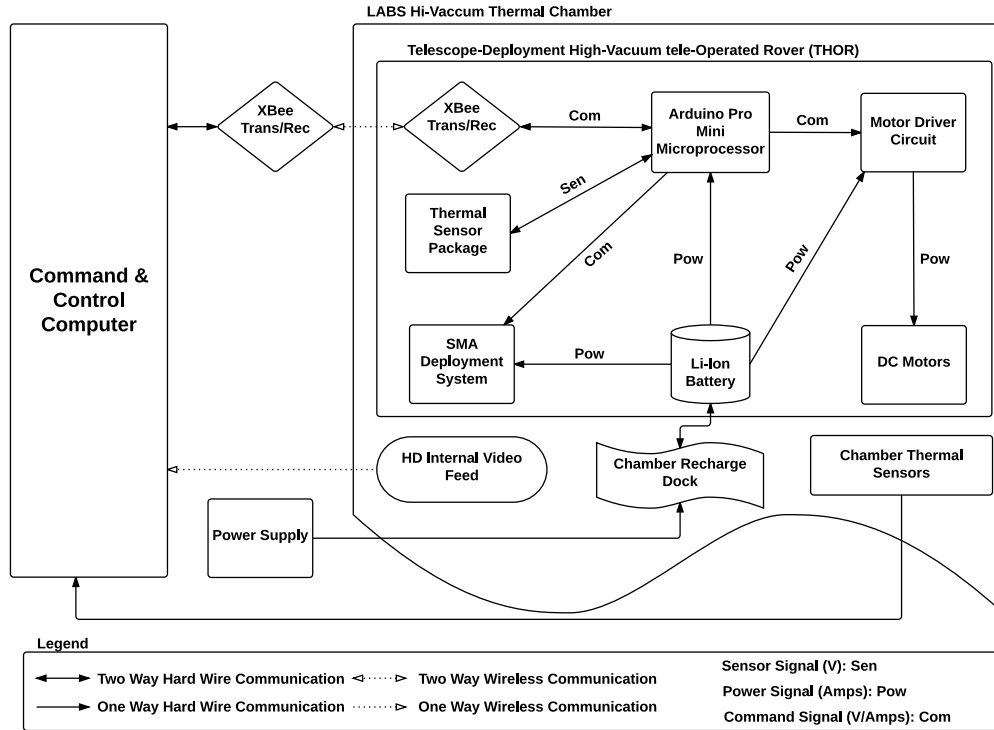 LABS Hi-Vaccum Thermal Chamber
Telescope-Deployment High-Vacuum tele-Operated Rover (THOR)
XBee
Trans/Rec
XBee
Trans/Rec
Com
Arduino Pro
Mini
Microprocessor
Com
Motor Driver
Circuit
Sen
Thermal
Sensor
Package
Com
Pow
Pow
Pow
Command &
Control
Computer
SMA
Deployment
System
Pow
Li-Ion
Battery
DC Motors
HD Internal Video
Feed
Chamber Recharge
Dock
Chamber Thermal
Sensors
Power Supply
Legend
Two Way Hard Wire Communication
Two Way Wireless Communication
Sensor Signal (V): Sen
One Way Hard Wire Communication
One Way Wireless Communication
Power Signal (Amps): Pow
Command Signal (V/Amps): Com